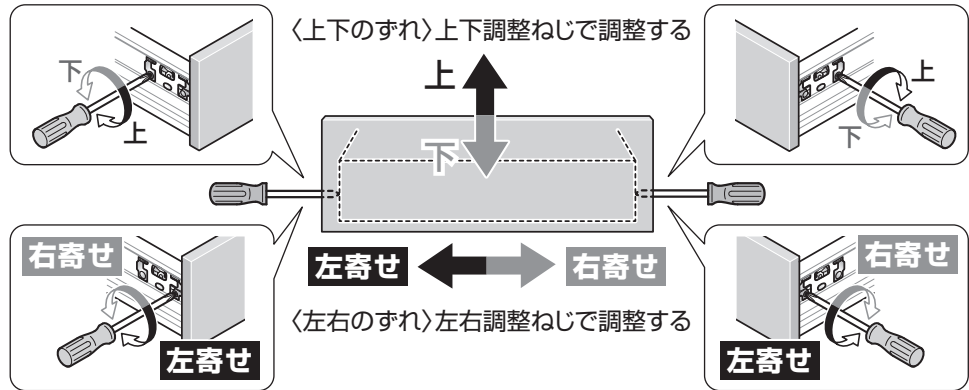 〈上下のずれ〉上下調整ねじで調整する
下
上
上
下
上
下
右寄せ
左寄せ
左寄せ
右寄せ
右寄せ
左寄せ
〈左右のずれ〉左右調整ねじで調整する